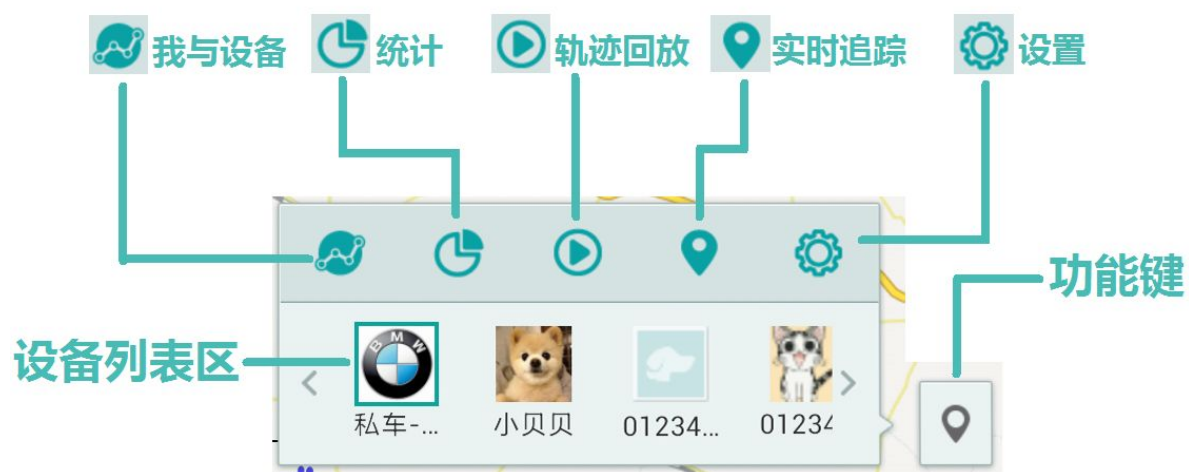 我与设备
统计
轨迹回放
实时追踪
设置
功能键
设备列表区
BMW
私车-...
小贝贝
01234...
01234